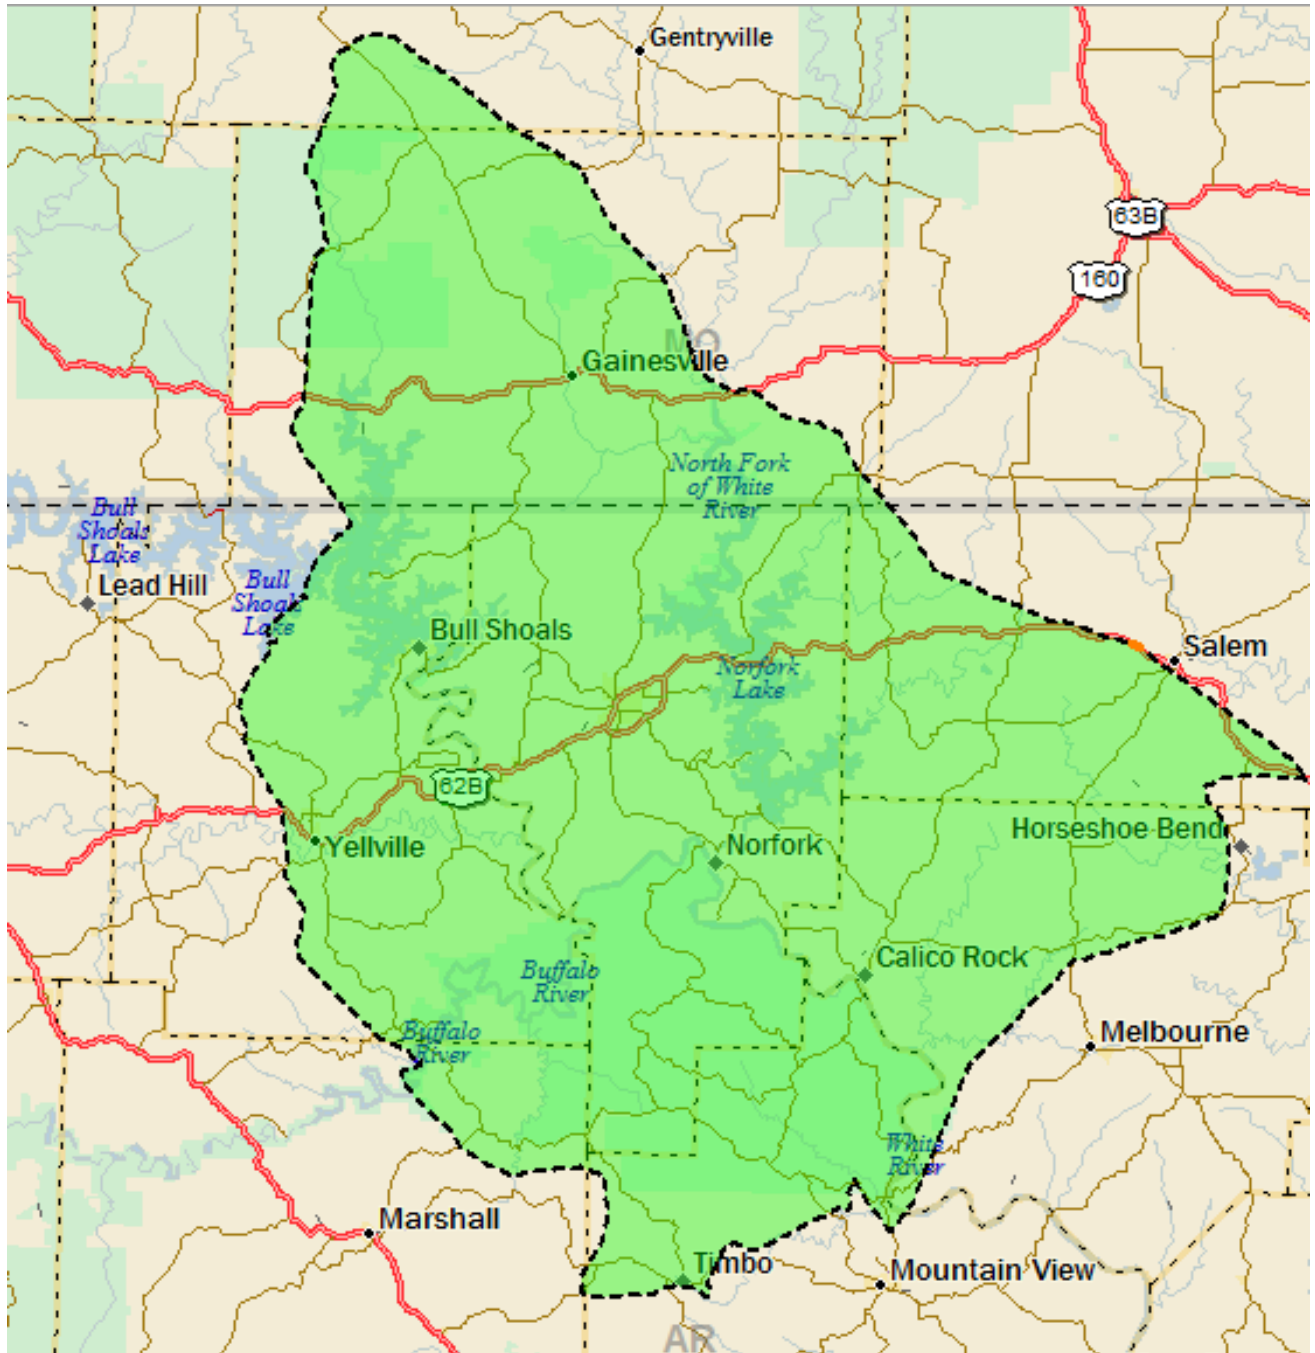 Gentryville
63B
160
MO
Gainesville
North Fork
of White
River
Bull
Shoals
Lake
Lead Hill
Bull
Shoals
Lake
Bull Shoals
Salem
Norfork
Lake
62B
Horseshoe Bend
Yellville
Norfork
Calico Rock
Buffalo
River
Buffalo
River
Melbourne
White
River
Marshall
Timbo
Mountain View
AR